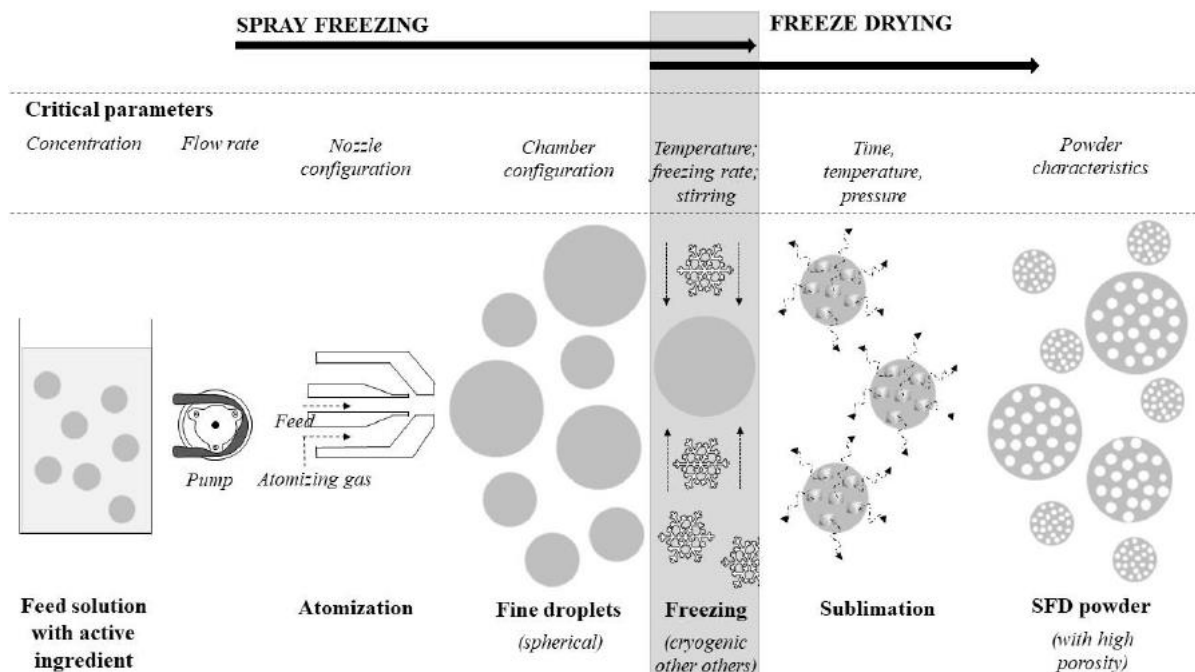 SPRAY FREEZING
FREEZE DRYING
Critical parameters
Concentration
Flow rate
Nozzle
configuration
Chamber
configuration
Temperature;
freezing rate;
stirring
Time,
temperature,
pressure
Powder
characteristics
Feed
Pump
Atomizing gas
Feed solution
with active
ingredient
Atomization
Fine droplets
(spherical)
Freezing
(cryogenic
other others)
Sublimation
SFD powder
(with high
porosity)